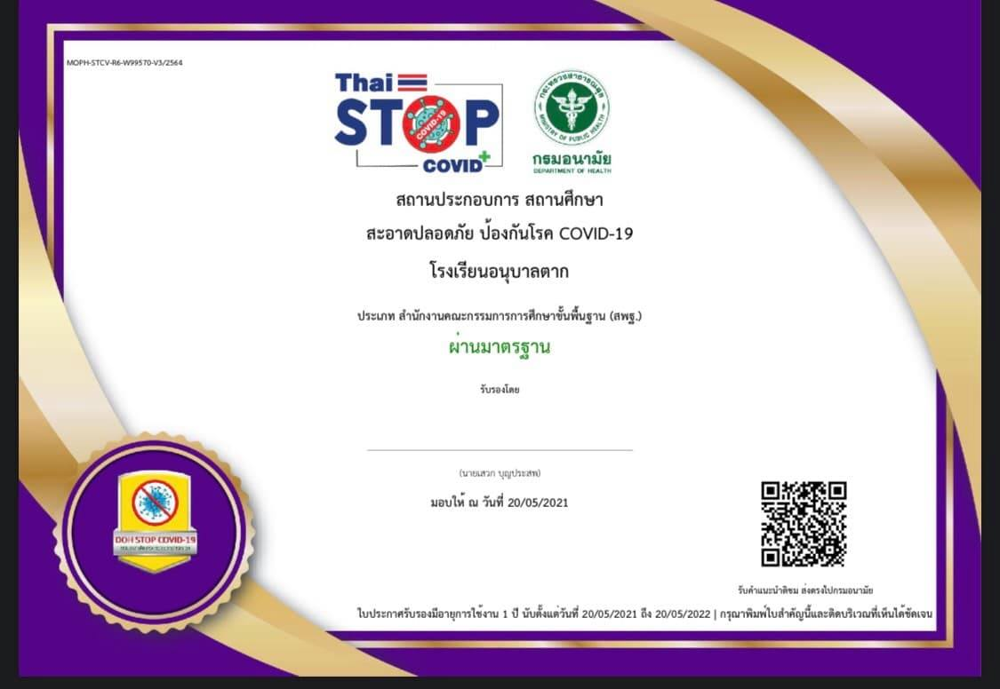 MOPH-STCV-R6-W99570-V3/2564
Thai
STOP
COVID-19
COVID+
กระทรวงสาธารณสุข
MINISTRY OF PUBLIC HEALTH
กรมอนามัย
DEPARTMENT OF HEALTH
สถานประกอบการ สถานศึกษา
สะอาดปลอดภัย ป้องกันโรค COVID-19
โรงเรียนอนุบาลตาก
ประเภท สำนักงานคณะกรรมการการศึกษาขั้นพื้นฐาน (สพฐ.)
ผ่านมาตรฐาน
รับรองโดย
(นายเสวก บุญประสพ)
มอบให้ ณ วันที่ 20/05/2021
DOH STOP COVID-19
รับคำแนะนำติชม ส่งตรงไปกรมอนามัย
ใบประกาศรับรองมีอายุการใช้งาน 1 ปี นับตั้งแต่วันที่ 20/05/2021 ถึง 20/05/2022 | กรุณาพิมพ์ใบสำคัญนี้และติดบริเวณที่เห็นได้ชัดเจน